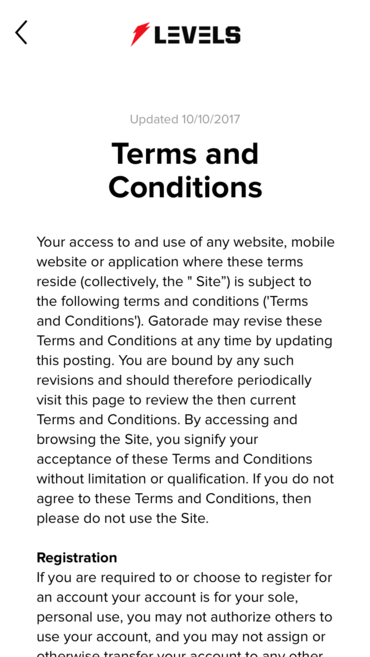 LEVELS
Updated 10/10/2017
Terms and
Conditions
Your access to and use of any website, mobile
website or application where these terms
reside (collectively, the " Site”) is subject to
the following terms and conditions ('Terms
and Conditions'). Gatorade may revise these
Terms and Conditions at any time by updating
this posting. You are bound by any such
revisions and should therefore periodically
visit this page to review the then current
Terms and Conditions. By accessing and
browsing the Site, you signify your
acceptance of these Terms and Conditions
without limitation or qualification. If you do not
agree to these Terms and Conditions, then
please do not use the Site.
Registration
If you are required to or choose to register for
an account your account is for your sole,
personal use, you may not authorize others to
use your account, and you may not assign or
otherwise transfer your account to any other